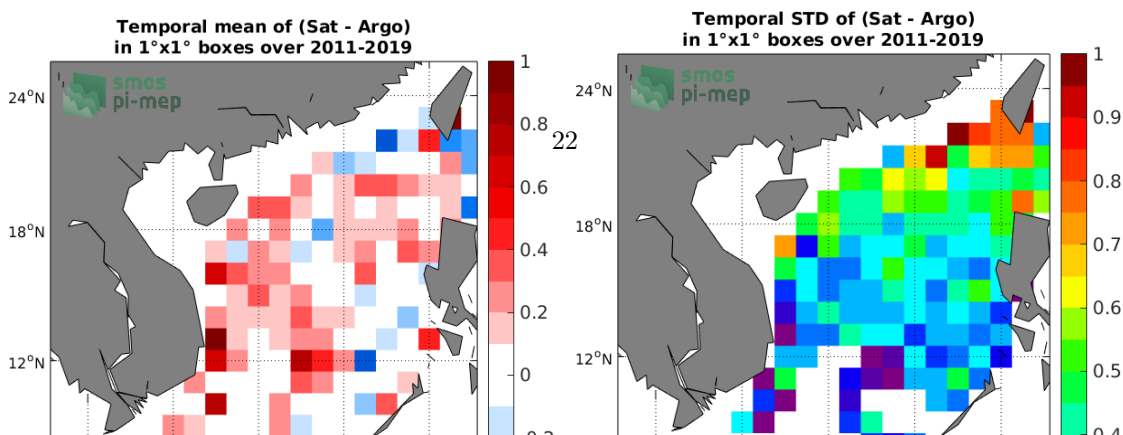 Temporal mean of (Sat - Argo)
in 1°x1° boxes over 2011-2019
smos
pi-mep
24°N
18°N
12°N
1
0.8
0.6
0.4
0.2
0
-0.2
22
Temporal STD of (Sat - Argo)
in 1°x1° boxes over 2011-2019
smos
pi-mep
24°N
18°N
12°N
1
0.9
0.8
0.7
0.6
0.5
0.4